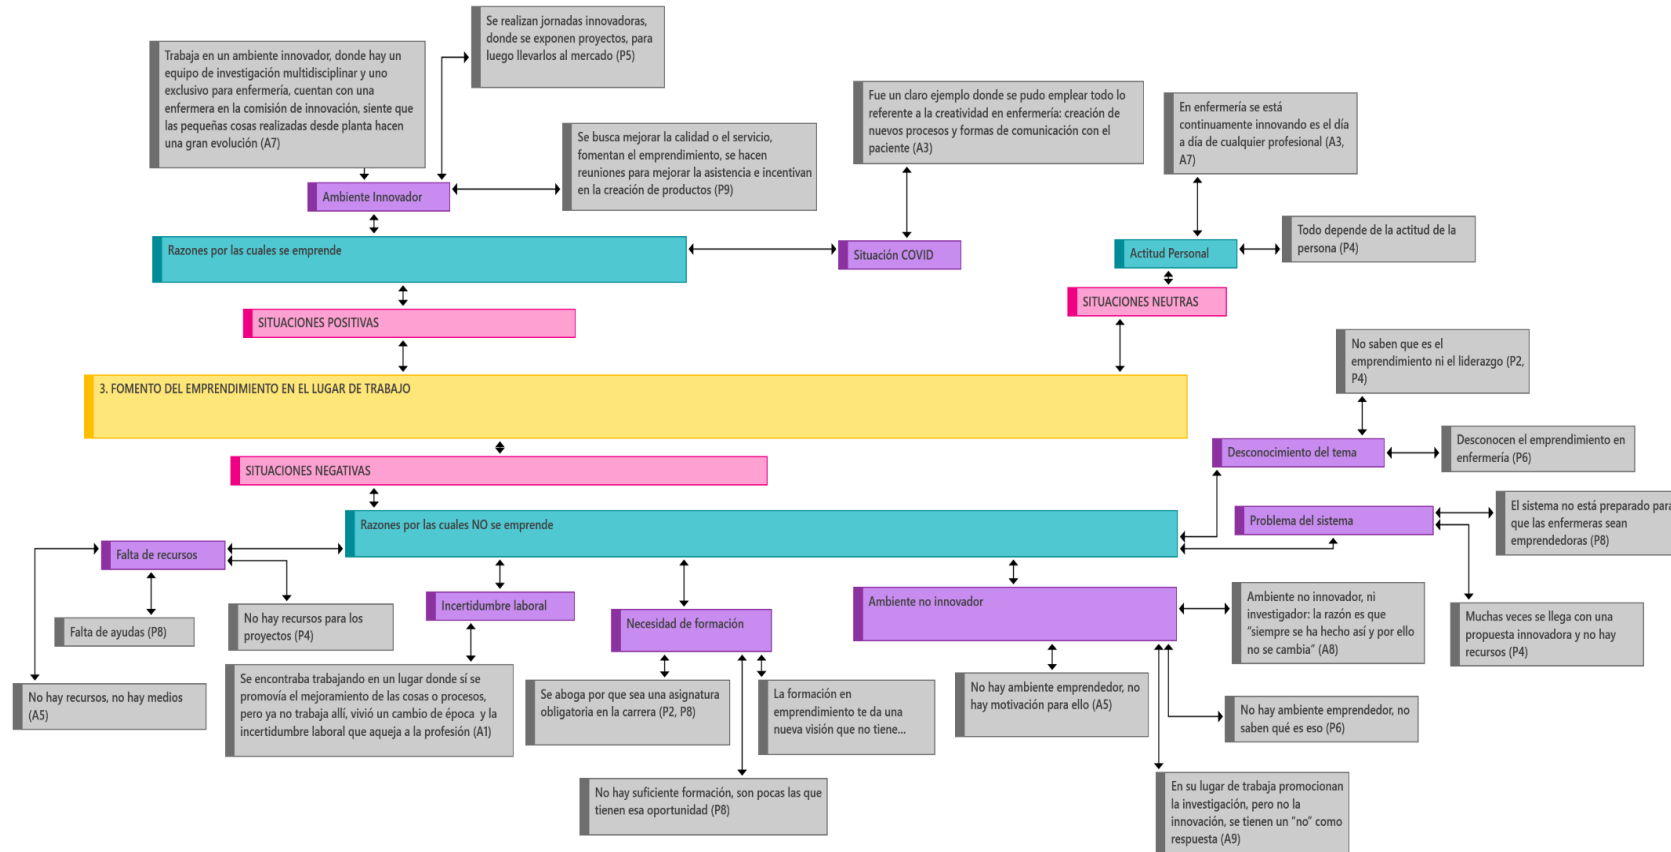 Se realizan jornadas innovadoras,
donde se exponen proyectos, para
luego llevarlos al mercado (P5)
Trabaja en un ambiente innovador, donde hay un
equipo de investigación multidisciplinar y uno
exclusivo para enfermería, cuentan con una
enfermera en la comisión de innovación, siente que
las pequeñas cosas realizadas desde planta hacen
una gran evolución (A7)
Se busca mejorar la calidad o el servicio,
fomentan el emprendimiento, se hacen
reuniones para mejorar la asistencia e incentivan
en la creación de productos (P9)
Fue un claro ejemplo donde se pudo emplear todo lo
referente a la creatividad en enfermería: creación de
nuevos procesos y formas de comunicación con el
paciente (A3)
En enfermería se está
continuamente innovando es el día
a día de cualquier profesional (A3,
A7)
Ambiente Innovador
Todo depende de la actitud de la
persona (P4)
Razones por las cuales se emprende
Situación COVID
Actitud Personal
SITUACIONES POSITIVAS
SITUACIONES NEUTRAS
No saben que es el
emprendimiento ni el liderazgo (P2,
P4)
3. FOMENTO DEL EMPRENDIMIENTO EN EL LUGAR DE TRABAJO
Desconocimiento del tema
Desconocen el emprendimiento en
enfermería (P6)
SITUACIONES NEGATIVAS
Razones por las cuales NO se emprende
Problema del sistema
El sistema no está preparado para
que las enfermeras sean
emprendedoras (P8)
Falta de recursos
Incertidumbre laboral
Necesidad de formación
Ambiente no innovador
Ambiente no innovador, ni
investigador: la razón es que
“siempre se ha hecho así y por ello
no se cambia” (A8)
Muchas veces se llega con una
propuesta innovadora y no hay
recursos (P4)
Falta de ayudas (P8)
No hay recursos para los
proyectos (P4)
No hay recursos, no hay medios
(A5)
Se encontraba trabajando en un lugar donde sí se
promovía el mejoramiento de las cosas o procesos,
pero ya no trabaja allí, vivió un cambio de época y la
incertidumbre laboral que aqueja a la profesión (A1)
Se aboga por que sea una asignatura
obligatoria en la carrera (P2, P8)
La formación en
emprendimiento te da una
nueva visión que no tiene...
No hay ambiente emprendedor, no
hay motivación para ello (A5)
No hay ambiente emprendedor, no
saben qué es eso (P6)
No hay suficiente formación, son pocas las que
tienen esa oportunidad (P8)
En su lugar de trabaja promocionan
la investigación, pero no la
innovación, se tienen un “no” como
respuesta (A9)